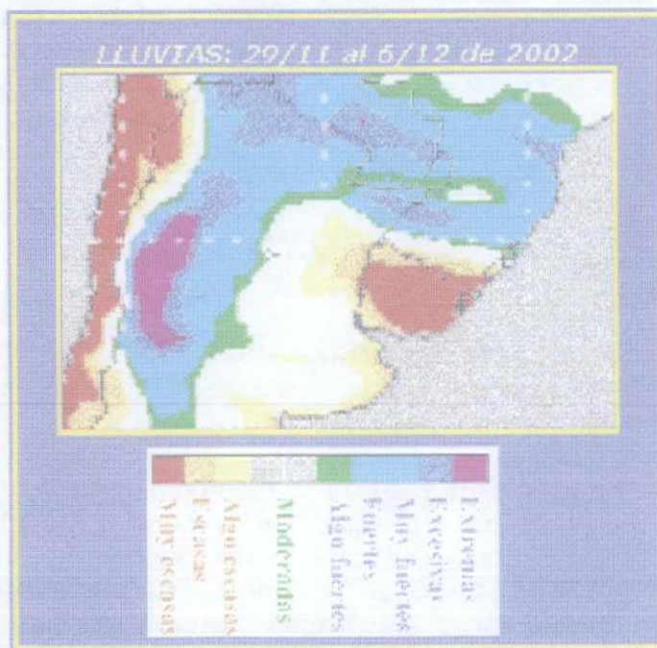 LLUVIAS: 29/11 al 6/12 de 2002
Muy escasas
Escasas
Algo escasas
Moderadas
Algo fuertes
Fuertes
Muy fuertes
Excesivas
Extremas